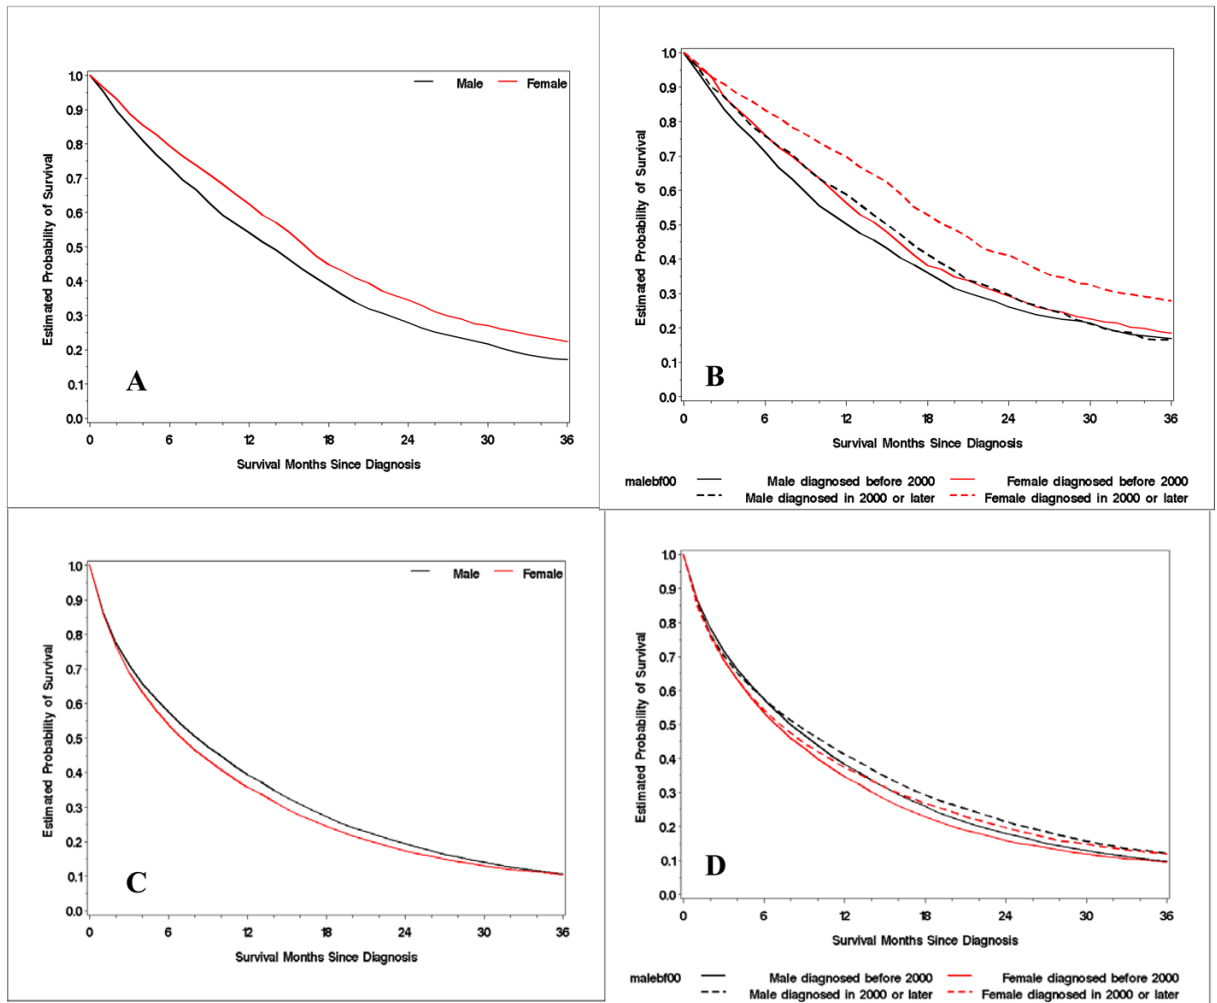 Male Female
Estimated Probability of Survival
1.0
0.9
0.8
0.7
0.6
0.5
0.4
0.3
0.2
0.1
0.0
A
0 6 12 18 24 30 36
Survival Months Since Diagnosis
Estimated Probability of Survival
1.0
0.9
0.8
0.7
0.6
0.5
0.4
0.3
0.2
0.1
0.0
B
0 6 12 18 24 30 36
Survival Months Since Diagnosis
malebf00 Male diagnosed before 2000 Female diagnosed before 2000
Male diagnosed in 2000 or later Female diagnosed in 2000 or later
Male Female
Estimated Probability of Survival
1.0
0.9
0.8
0.7
0.6
0.5
0.4
0.3
0.2
0.1
0.0
C
0 6 12 18 24 30 36
Survival Months Since Diagnosis
Estimated Probability of Survival
1.0
0.9
0.8
0.7
0.6
0.5
0.4
0.3
0.2
0.1
0.0
D
0 6 12 18 24 30 36
Survival Months Since Diagnosis
malebf00 Male diagnosed before 2000 Female diagnosed before 2000
Male diagnosed in 2000 or later Female diagnosed in 2000 or later